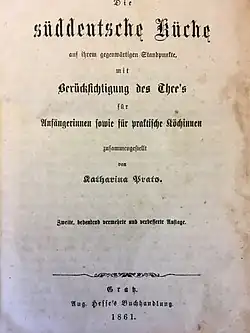 Die
süddeutsche Küche
auf ihrem gegenwärtigen Standpunkte,
mit
Berücksichtigung des Thee's
für
Anfängerinnen sowie für praktische Köchinnen
zusammengestellt
von
Katharina Prato.
Zweite, bedeutend vermehrte und verbesserte Auflage.
Graz,
Aug. Hesse's Buchhandlung.
1861.